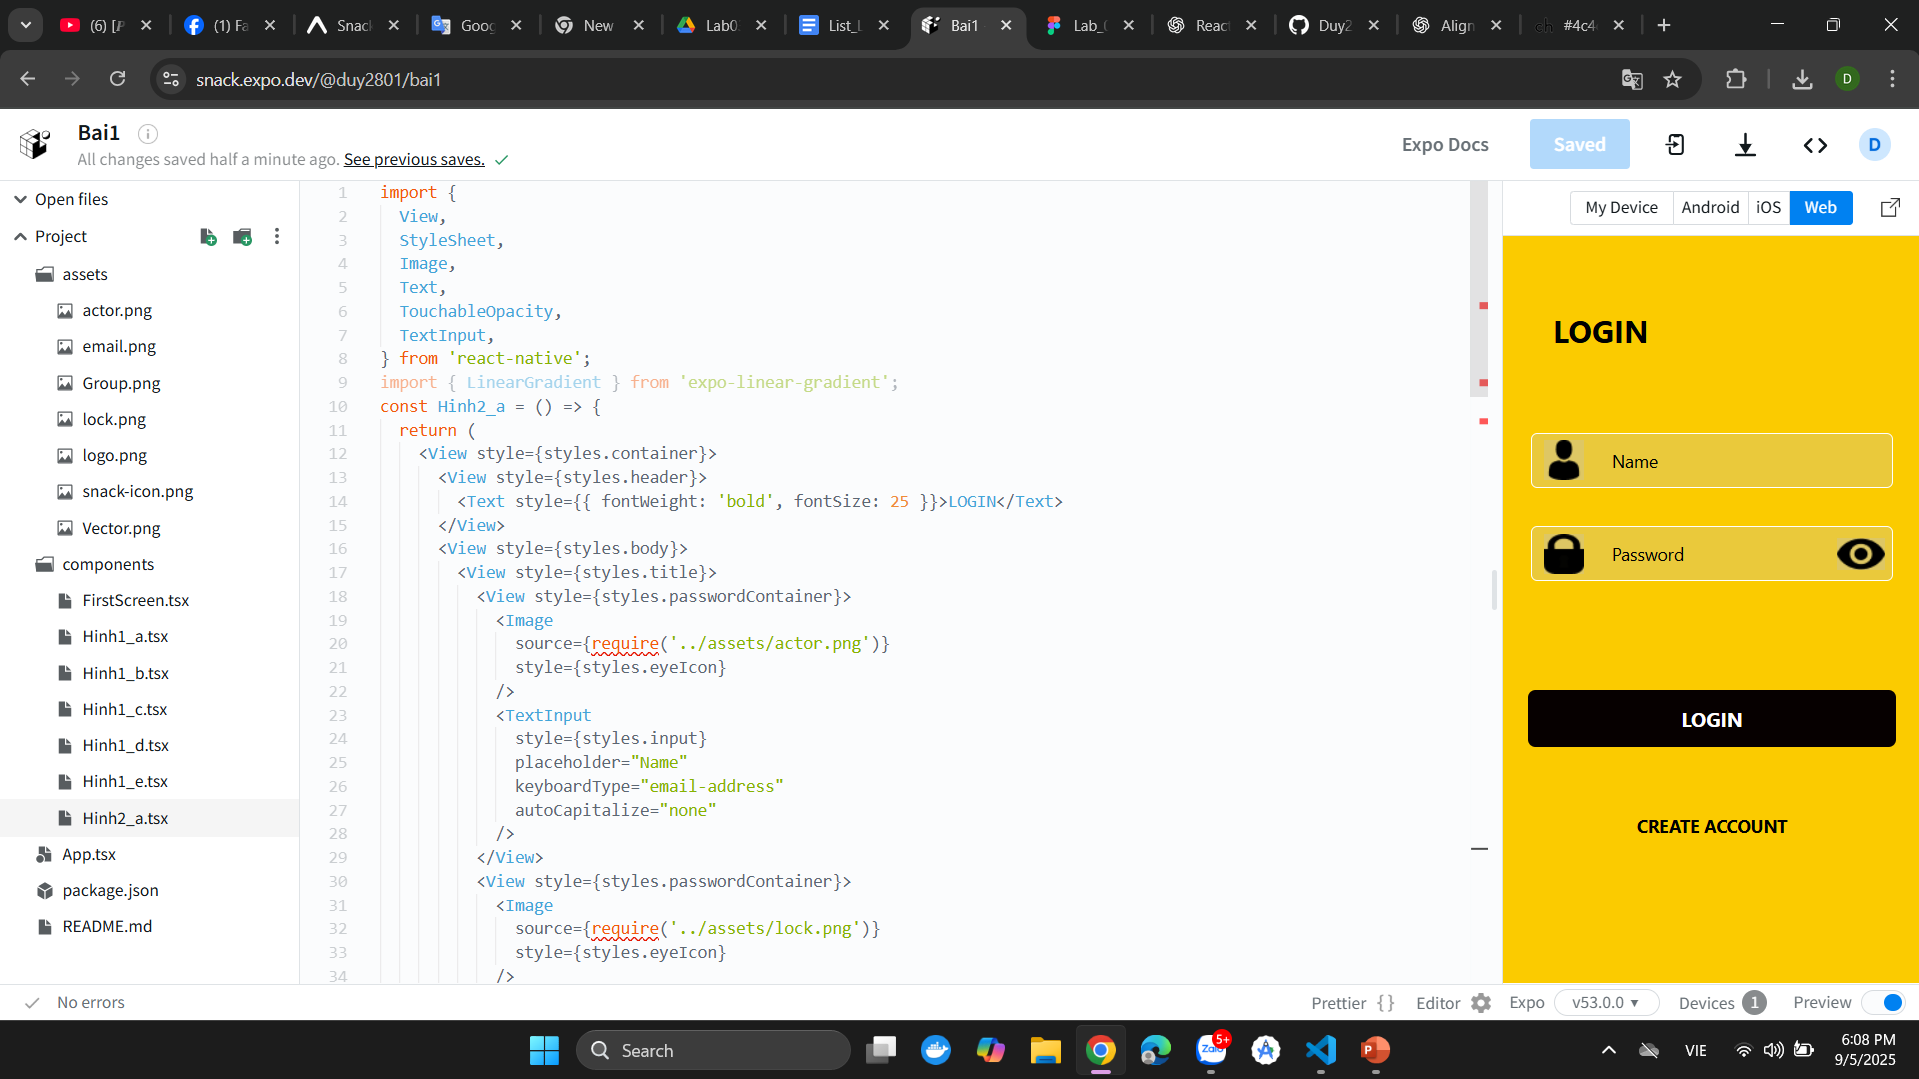 (6) [A
(1) Fa
Snack
Goog
New
Lab0
List_L
Bai1
Lab_(
React
Duy2
Align
#4c4
snack.expo.dev/@duy2801/bai1
D
Bai1
All changes saved half a minute ago. See previous saves.
Expo Docs
Saved
D
Open files
Project
assets
actor.png
email.png
Group.png
lock.png
logo.png
snack-icon.png
Vector.png
components
FirstScreen.tsx
Hinh1_a.tsx
Hinh1_b.tsx
Hinh1_c.tsx
Hinh1_d.tsx
Hinh1_e.tsx
Hinh2_a.tsx
App.tsx
package.json
README.md
1 import {
2 View,
3 StyleSheet,
4 Image,
5 Text,
6 TouchableOpacity,
7 TextInput,
8 } from 'react-native';
9 import { LinearGradient } from 'expo-linear-gradient';
10 const Hinh2_a = () => {
11 return (
12 <View style={styles.container}>
13 <View style={styles.header}>
14 <Text style={{ fontWeight: 'bold', fontSize: 25 }}>LOGIN</Text>
15 </View>
16 <View style={styles.body}>
17 <View style={styles.title}>
18 <View style={styles.passwordContainer}>
19 <Image
20 source={require('../assets/actor.png')}
21 style={styles.eyeIcon}
22 />
23 <TextInput
24 style={styles.input}
25 placeholder="Name"
26 keyboardType="email-address"
27 autoCapitalize="none"
28 />
29 </View>
30 <View style={styles.passwordContainer}>
31 <Image
32 source={require('../assets/lock.png')}
33 style={styles.eyeIcon}
34 />
My Device
Android
iOS
Web
LOGIN
Name
Password
LOGIN
CREATE ACCOUNT
No errors
Prettier { }
Editor
Expo
v53.0.0
Devices 1
Preview
Search
Zalo
5+
VIE
6:08 PM
9/5/2025